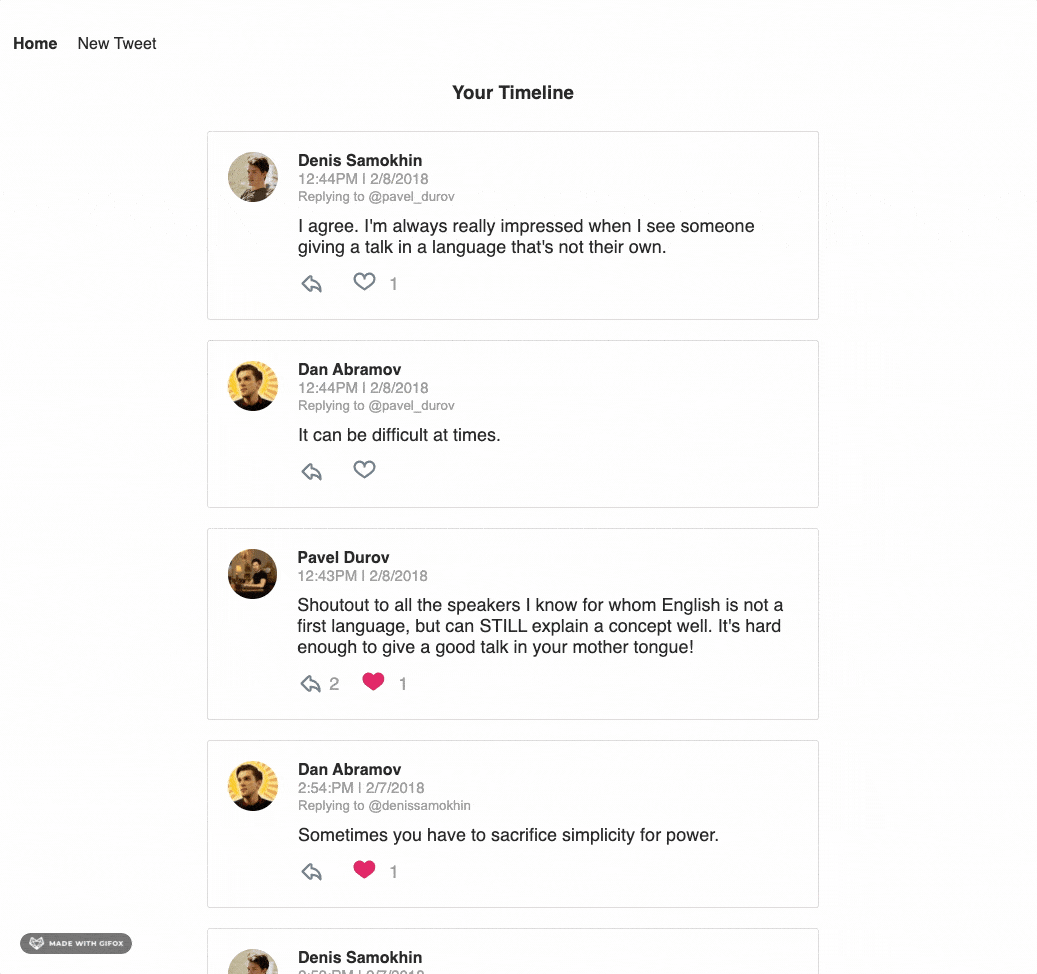 Home New Tweet
Your Timeline
Denis Samokhin
12:44PM | 2/8/2018
Replying to @pavel_durov
I agree. I'm always really impressed when I see someone
giving a talk in a language that's not their own.
1
Dan Abramov
12:44PM | 2/8/2018
Replying to @pavel_durov
It can be difficult at times.
Pavel Durov
12:43PM | 2/8/2018
Shoutout to all the speakers I know for whom English is not a
first language, but can STILL explain a concept well. It's hard
enough to give a good talk in your mother tongue!
2 1
Dan Abramov
2:54:PM | 2/7/2018
Replying to @denissamokhin
Sometimes you have to sacrifice simplicity for power.
1
MADE WITH GIFOX
Denis Samokhin